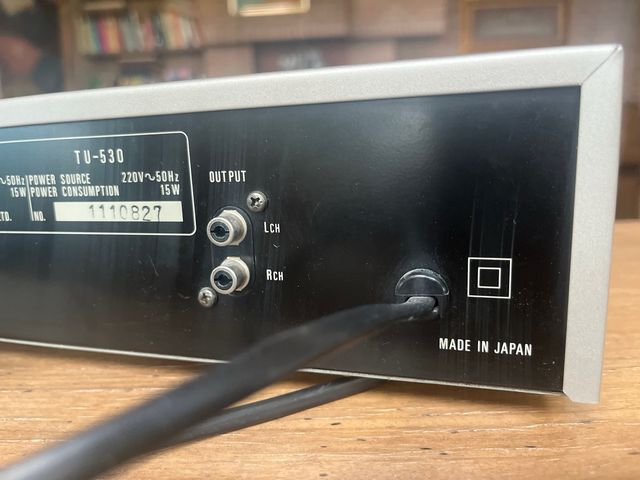 TU-530
∿50Hz POWER SOURCE 220V∿50Hz
15W POWER CONSUMPTION 15W
LTD. NO. 1110827
OUTPUT
LCH
RCH
MADE IN JAPAN